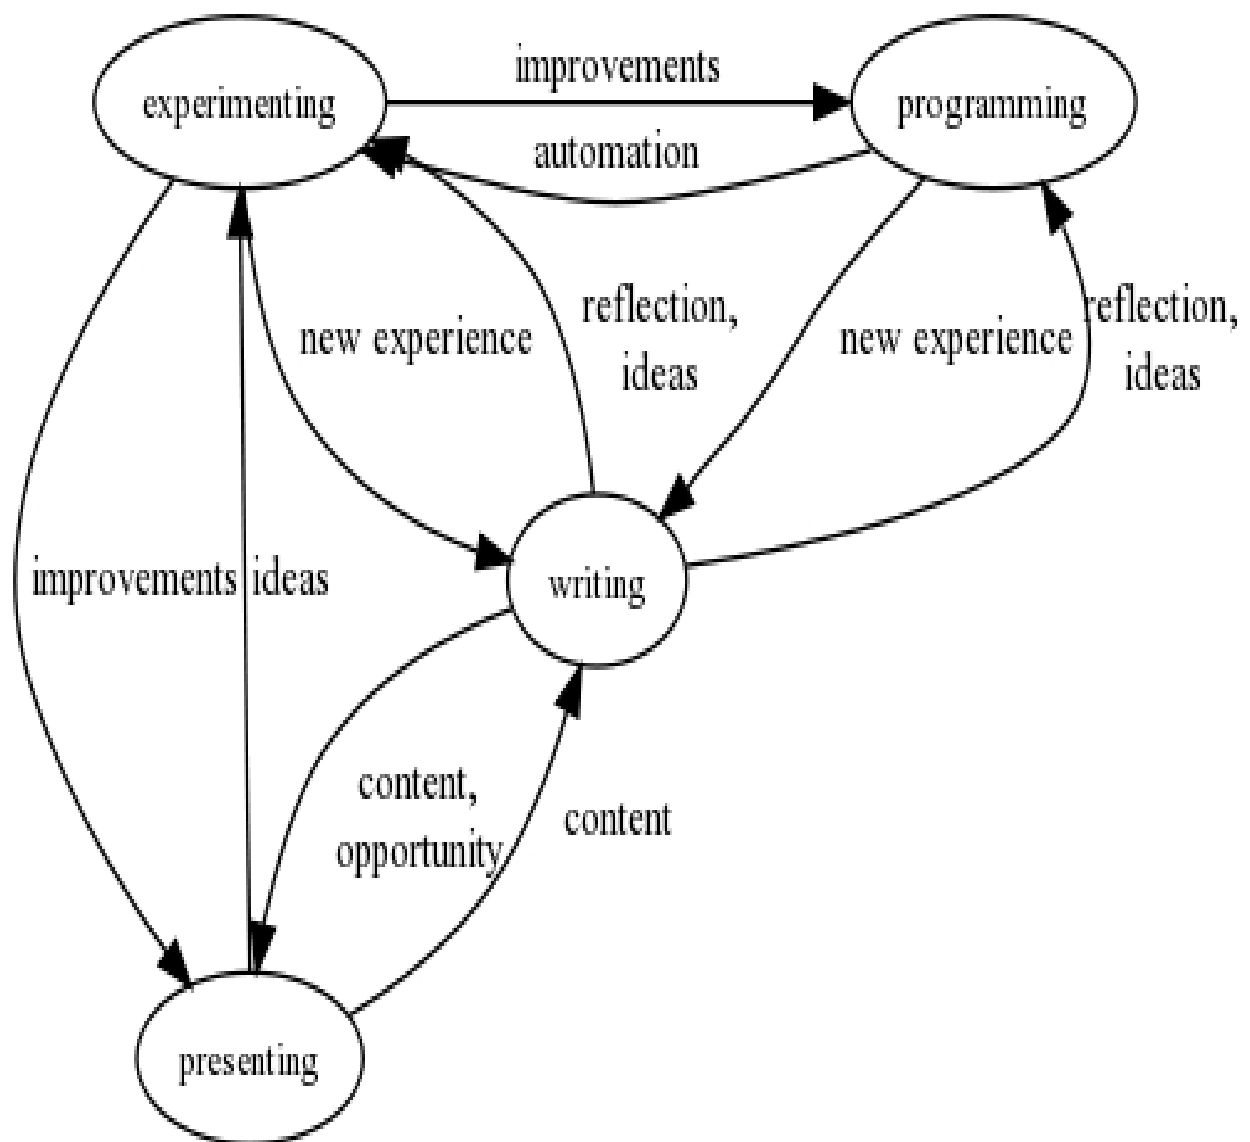 improvements
experimenting
programming
automation
reflection,
reflection,
new experience
new experience
ideas
ideas
improvements
ideas
writing
content,
content
opportunity
presenting